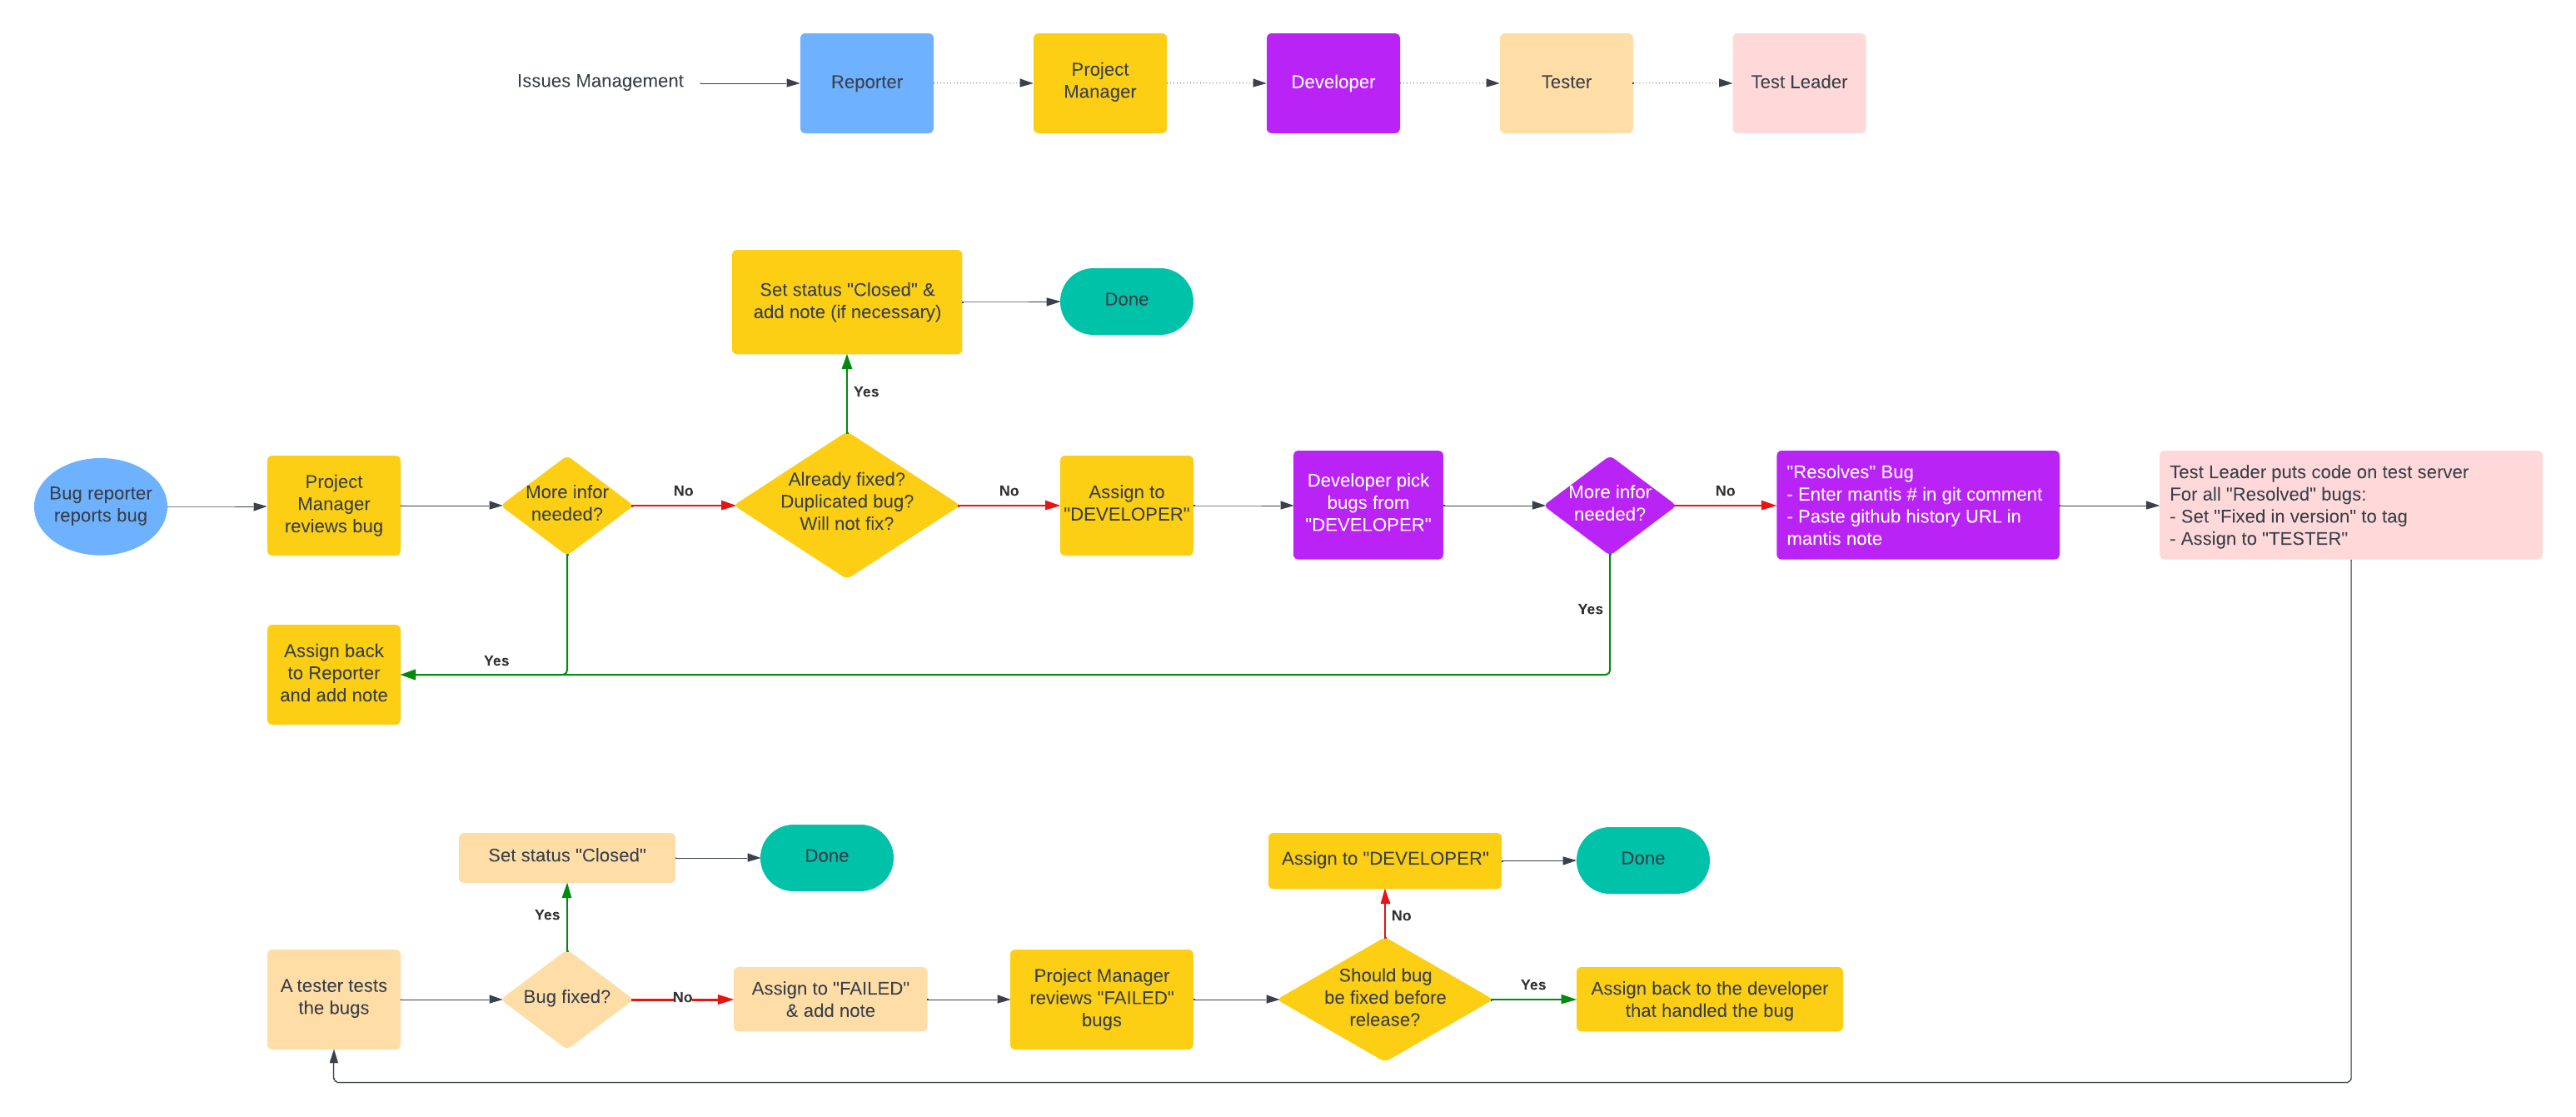 Issues Management
Reporter
Project
Manager
Developer
Tester
Test Leader
Set status "Closed" &
add note (if necessary)
Done
Yes
Bug reporter
reports bug
Project
Manager
reviews bug
More infor
needed?
No
Already fixed?
Duplicated bug?
Will not fix?
No
Assign to
"DEVELOPER"
Developer pick
bugs from
"DEVELOPER"
More infor
needed?
No
"Resolves" Bug
- Enter mantis # in git comment
- Paste github history URL in
mantis note
Test Leader puts code on test server
For all "Resolved" bugs:
- Set "Fixed in version" to tag
- Assign to "TESTER"
Yes
Assign back
to Reporter
and add note
Yes
Set status "Closed"
Done
Assign to "DEVELOPER"
Done
Yes
No
A tester tests
the bugs
Bug fixed?
No
Assign to "FAILED"
& add note
Project Manager
reviews "FAILED"
bugs
Should bug
be fixed before
release?
Yes
Assign back to the developer
that handled the bug